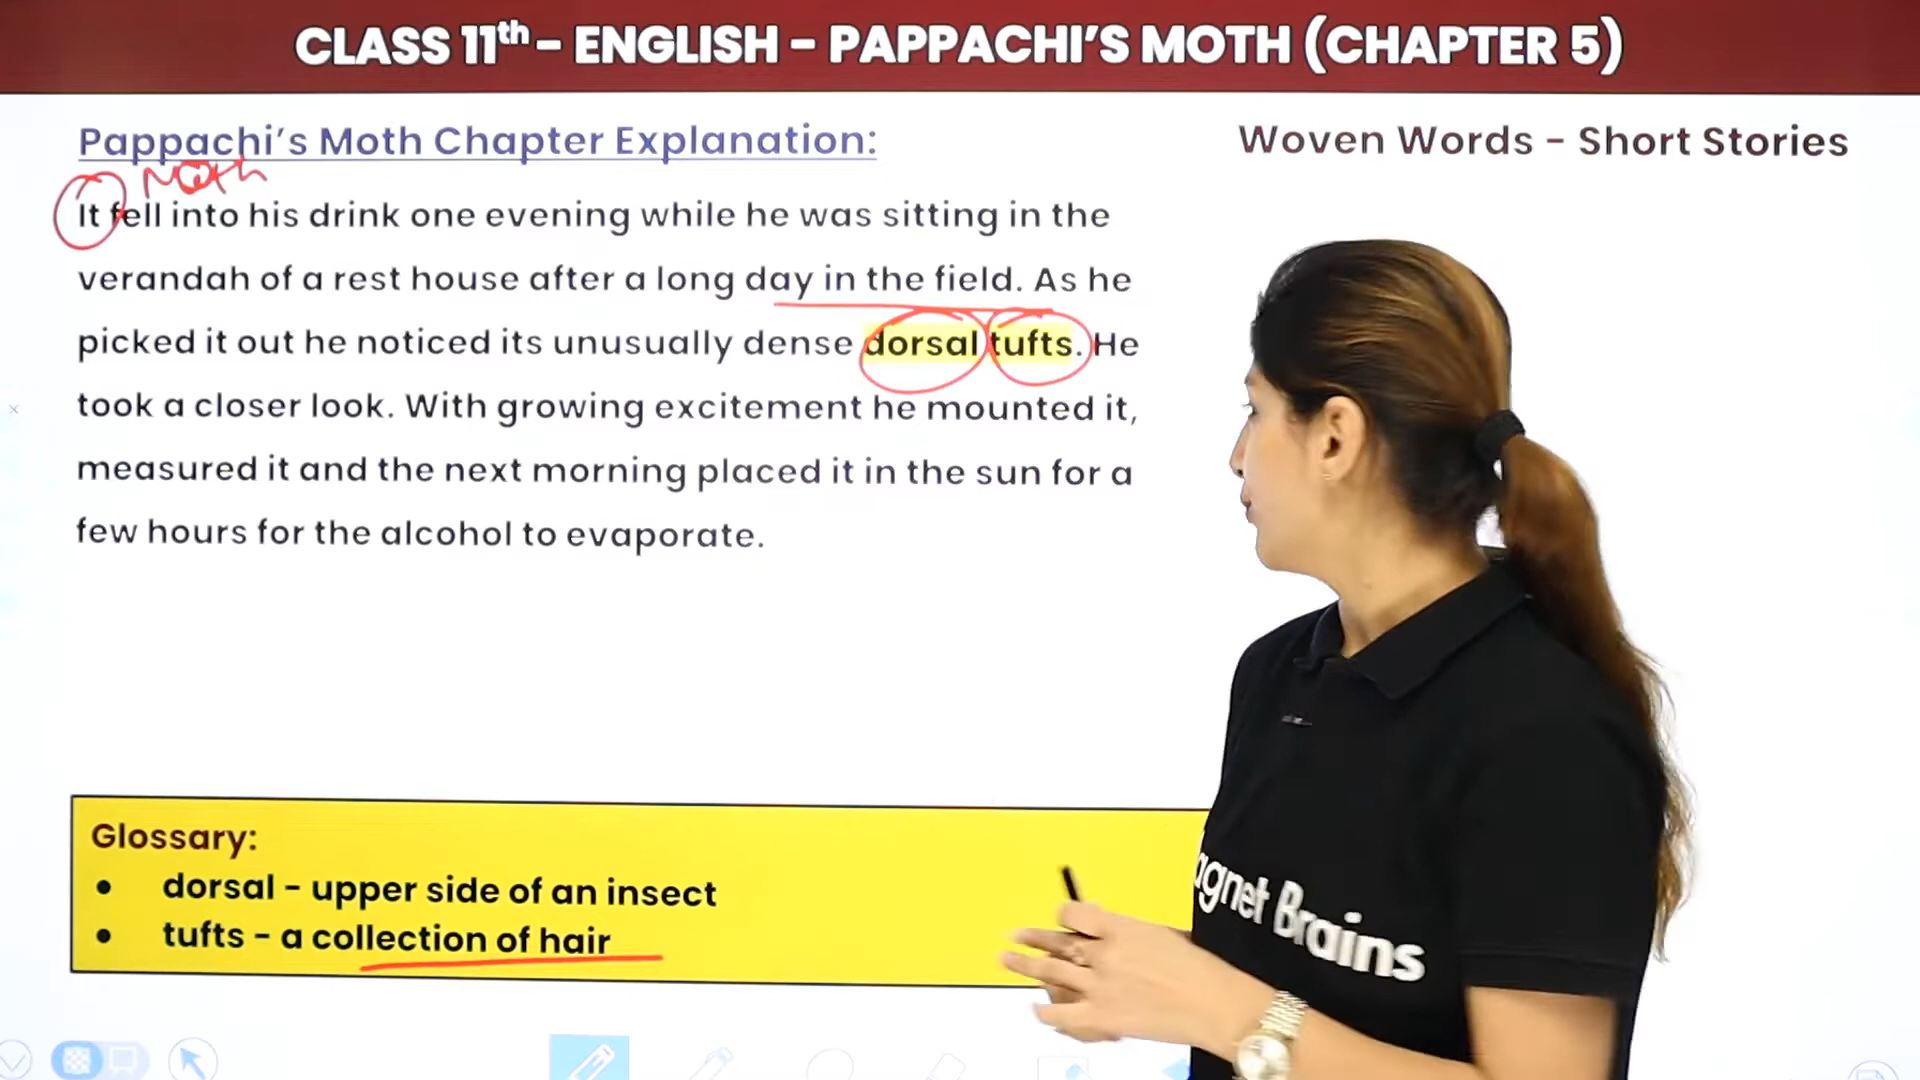 CLASS 11th – ENGLISH – PAPPACHI'S MOTH (CHAPTER 5)
Pappachi's Moth Chapter Explanation:
Woven Words – Short Stories
Moth
It fell into his drink one evening while he was sitting in the
verandah of a rest house after a long day in the field. As he
picked it out he noticed its unusually dense dorsal tufts. He
took a closer look. With growing excitement he mounted it,
measured it and the next morning placed it in the sun for a
few hours for the alcohol to evaporate.
Glossary:
• dorsal – upper side of an insect
• tufts – a collection of hair
agnet Brains